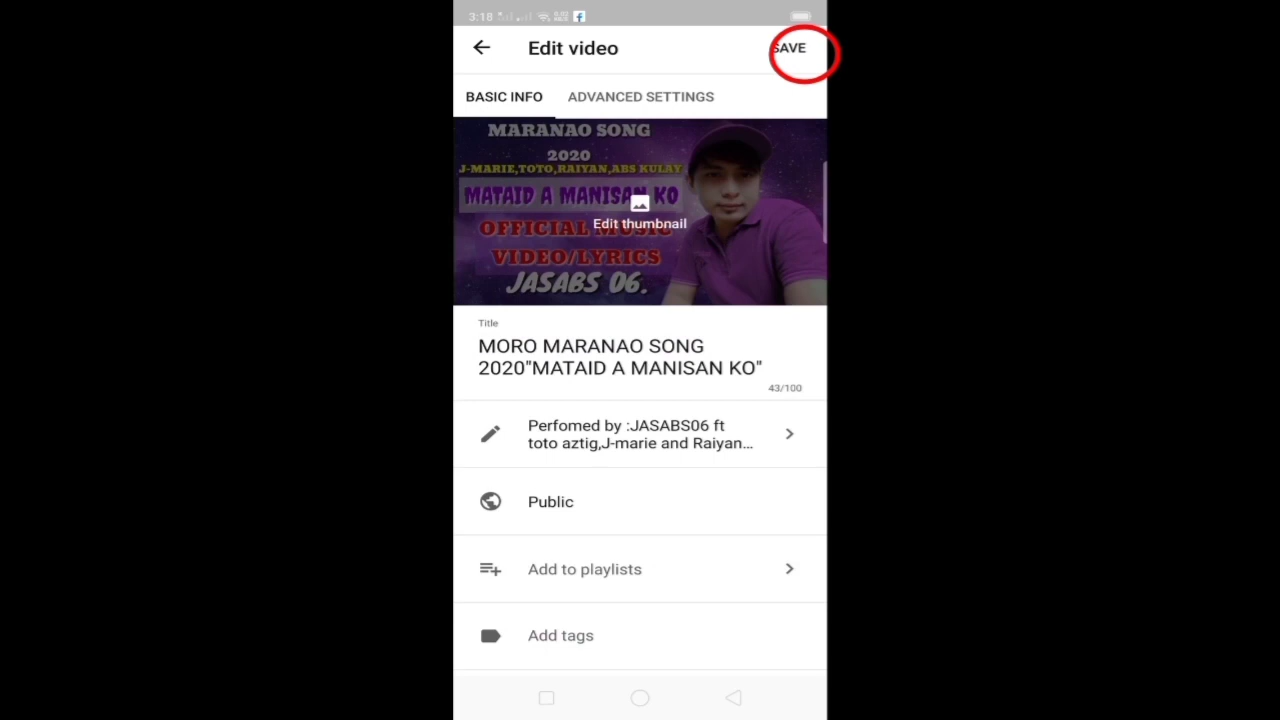 3:18
Edit video
SAVE
BASIC INFO
ADVANCED SETTINGS
MARANAO SONG
2020
J-MARIE,TOTO,RAIYAN,ABS KULAY
MATAID A MANISAN KO
Edit thumbnail
OFFICIAL MUSIC
VIDEO/LYRICS
JASABS 06.
Title
MORO MARANAO SONG
2020"MATAID A MANISAN KO"
43/100
Perfomed by :JASABS06 ft
toto aztig,J-marie and Raiyan...
Public
Add to playlists
Add tags